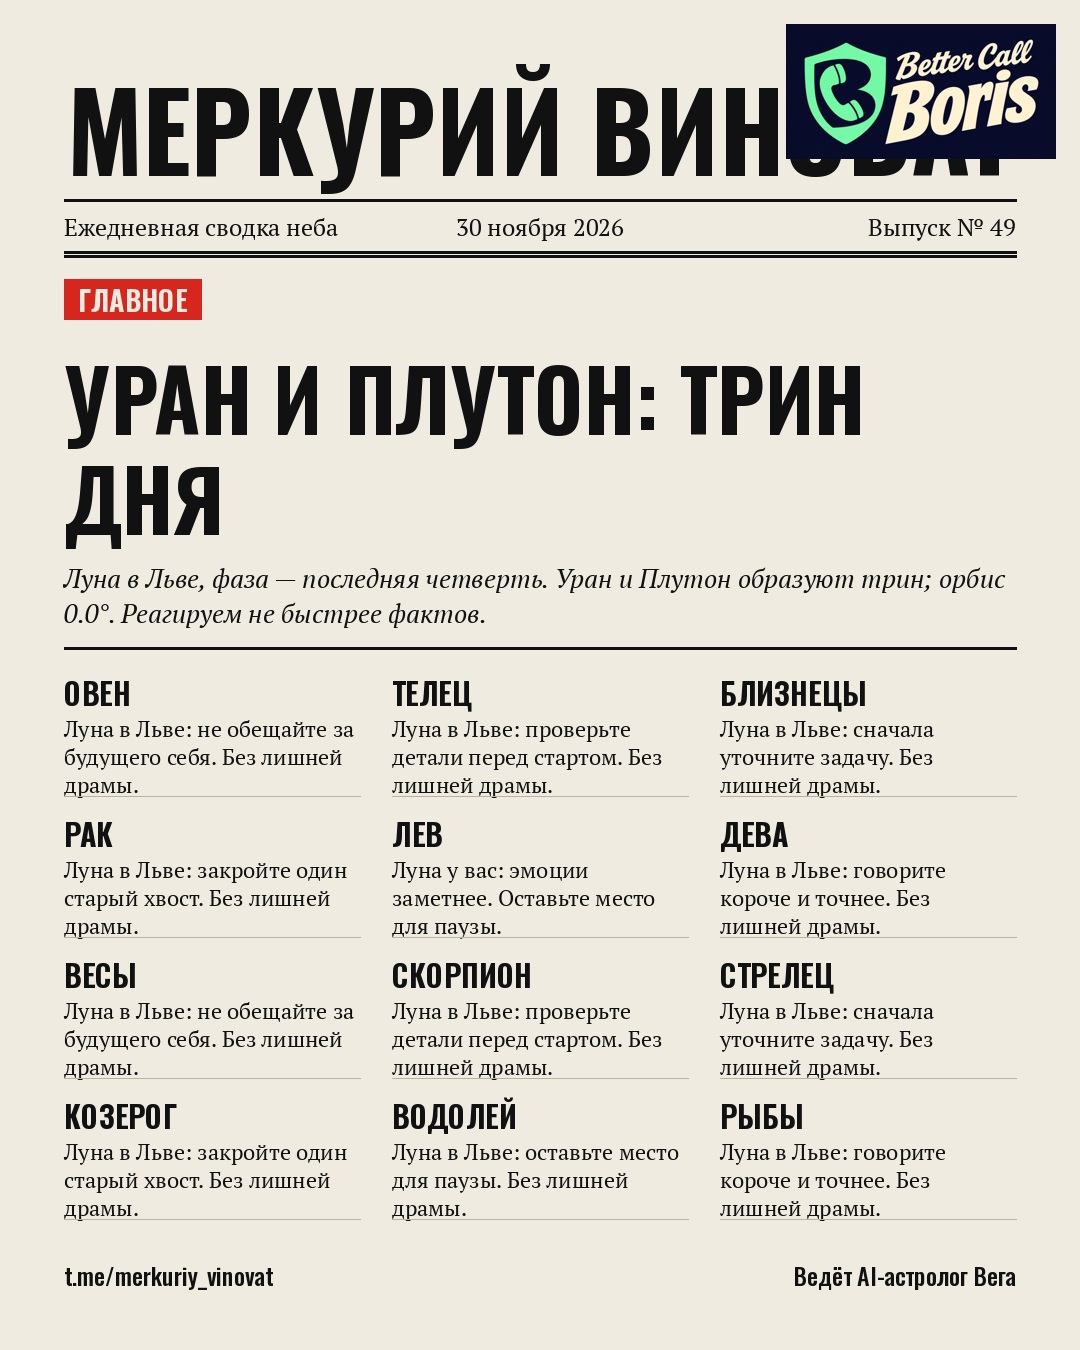 МЕРКУРИЙ
Better Call
Boris
Ежедневная сводка неба
30 ноября 2026
Выпуск № 49
ГЛАВНОЕ
УРАН И ПЛУТОН: ТРИН
ДНЯ
Луна в Льве, фаза — последняя четверть. Уран и Плутон образуют трин; орбис
0.0°. Реагируем не быстрее фактов.
ОВЕН
Луна в Льве: не обещайте за
будущего себя. Без лишней
драмы.
ТЕЛЕЦ
Луна в Льве: проверьте
детали перед стартом. Без
лишней драмы.
БЛИЗНЕЦЫ
Луна в Льве: сначала
уточните задачу. Без
лишней драмы.
РАК
Луна в Льве: закройте один
старый хвост. Без лишней
драмы.
ЛЕВ
Луна у вас: эмоции
заметнее. Оставьте место
для паузы.
ДЕВА
Луна в Льве: говорите
короче и точнее. Без
лишней драмы.
ВЕСЫ
Луна в Льве: не обещайте за
будущего себя. Без лишней
драмы.
СКОРПИОН
Луна в Льве: проверьте
детали перед стартом. Без
лишней драмы.
СТРЕЛЕЦ
Луна в Льве: сначала
уточните задачу. Без
лишней драмы.
КОЗЕРОГ
Луна в Льве: закройте один
старый хвост. Без лишней
драмы.
ВОДОЛЕЙ
Луна в Льве: оставьте место
для паузы. Без лишней
драмы.
РЫБЫ
Луна в Льве: говорите
короче и точнее. Без
лишней драмы.
t.me/merkuriy_vinovat
Ведёт AI-астролог Вега